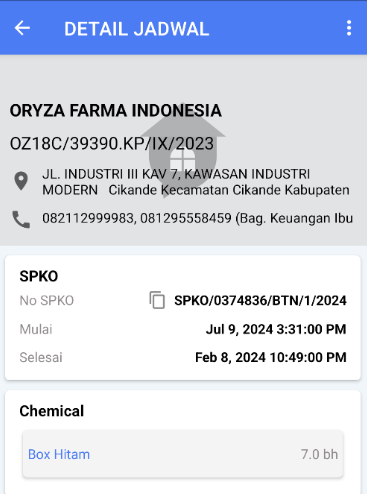 DETAIL JADWAL
ORYZA FARMA INDONESIA
OZ18C/39390.KP/IX/2023
JL. INDUSTRI III KAV 7, KAWASAN INDUSTRI
MODERN Cikande Kecamatan Cikande Kabupaten
082112999983, 081295558459 (Bag. Keuangan Ibu
SPKO
No SPKO SPKO/0374836/BTN/1/2024
Mulai Jul 9, 2024 3:31:00 PM
Selesai Feb 8, 2024 10:49:00 PM
Chemical
Box Hitam 7.0 bh